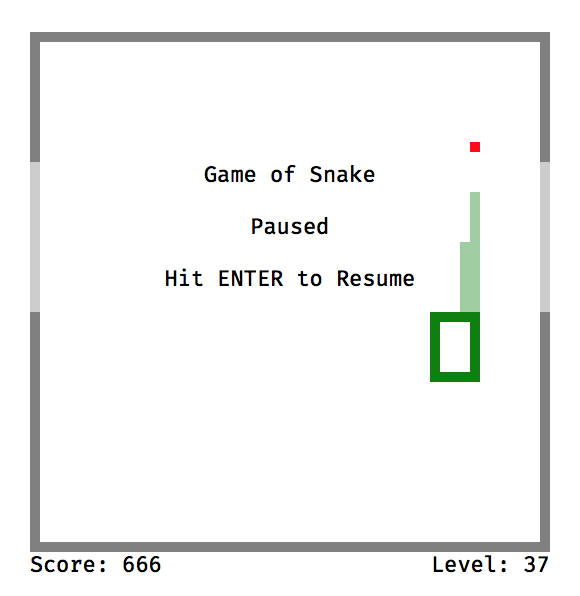 Game of Snake
Paused
Hit ENTER to Resume
Score: 666
Level: 37